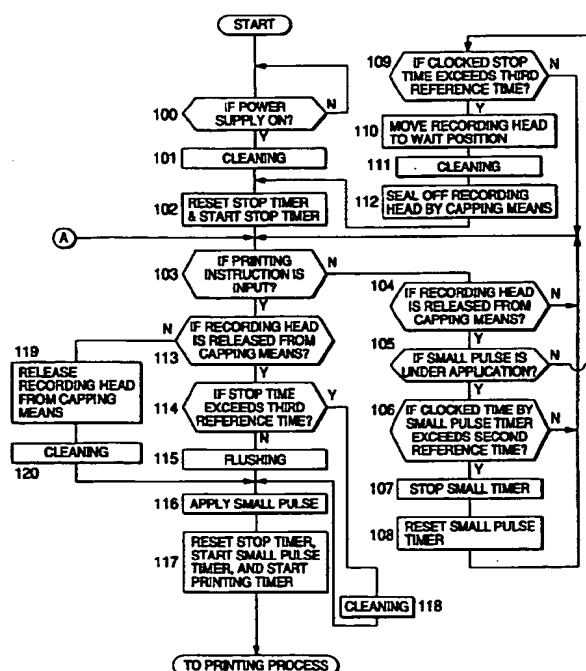 START
100
IF POWER
SUPPLY ON?
N
Y
101
CLEANING
102
RESET STOP TIMER
& START STOP TIMER
A
103
IF PRINTING
INSTRUCTION IS
INPUT?
N
Y
N
113
IF RECORDING HEAD
IS RELEASED FROM
CAPPING MEANS?
Y
119
RELEASE
RECORDING HEAD
FROM CAPPING
MEANS
CLEANING
120
114
IF STOP TIME
EXCEEDS THIRD
REFERENCE TIME?
Y
N
115
FLUSHING
116
APPLY SMALL PULSE
117
RESET STOP TIMER,
START SMALL PULSE
TIMER, AND START
PRINTING TIMER
CLEANING
118
TO PRINTING PROCESS
109
IF CLOCKED STOP
TIME EXCEEDS THIRD
REFERENCE TIME?
N
Y
110
MOVE RECORDING HEAD
TO WAIT POSITION
111
CLEANING
112
SEAL OFF RECORDING
HEAD BY CAPPING MEANS
104
IF RECORDING HEAD
IS RELEASED FROM
CAPPING MEANS?
N
Y
105
IF SMALL PULSE IS
UNDER APPLICATION?
N
Y
106
IF CLOCKED TIME BY
SMALL PULSE TIMER
EXCEEDS SECOND
REFERENCE TIME?
N
Y
107
STOP SMALL TIMER
108
RESET SMALL PULSE
TIMER